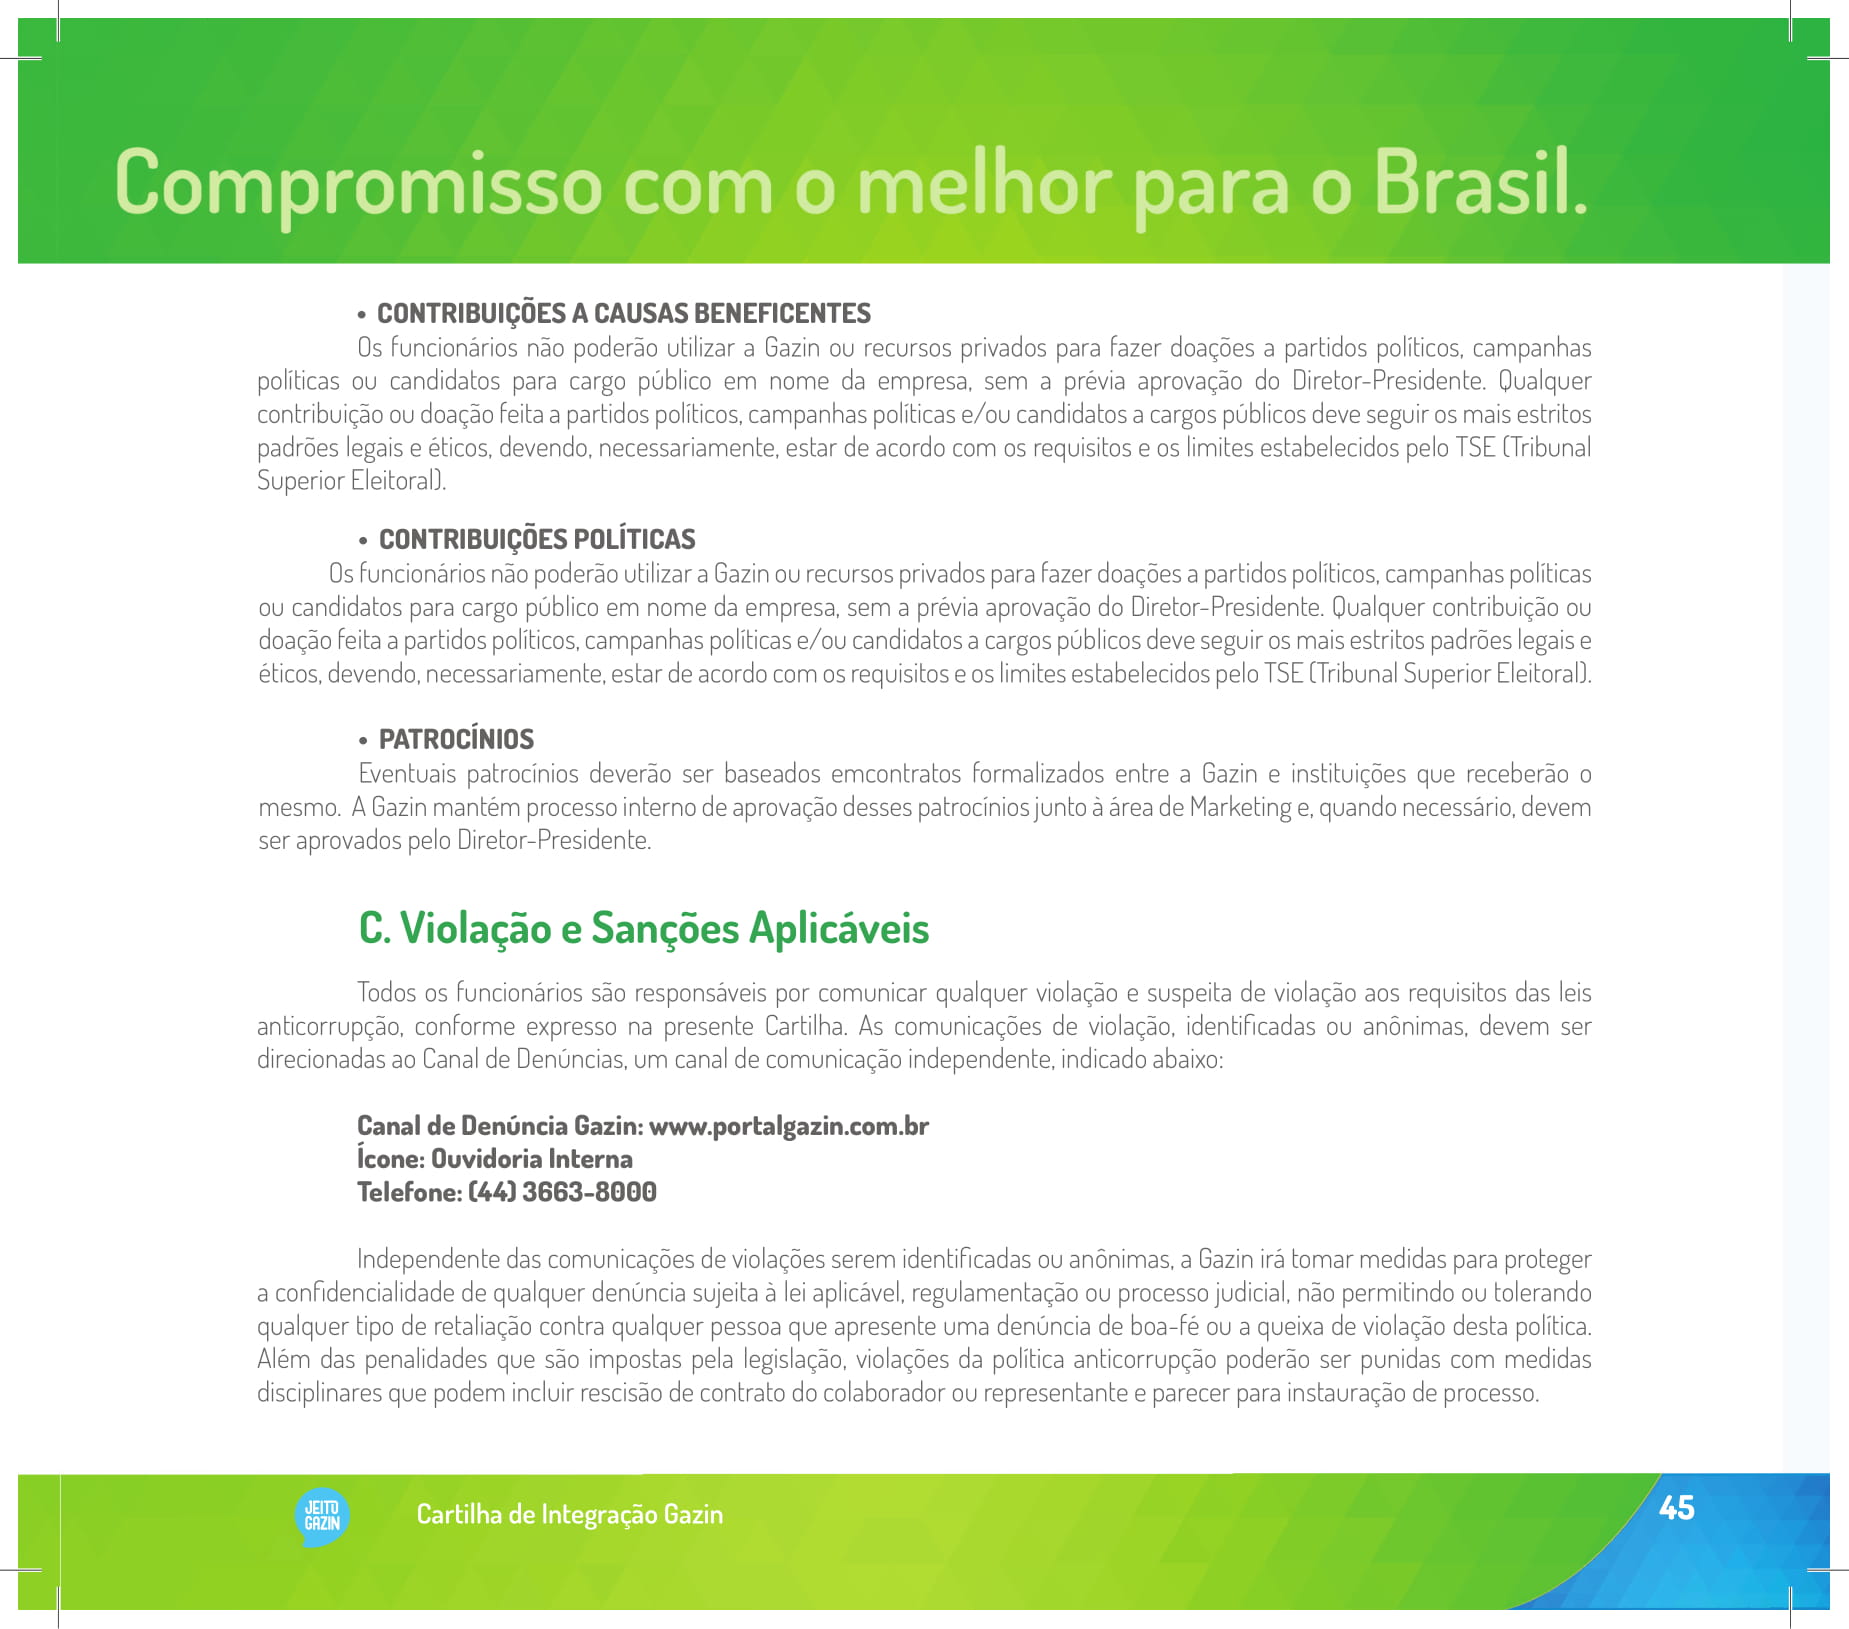 Compromisso com o melhor para o Brasil.
• CONTRIBUIÇÕES A CAUSAS BENEFICENTES
Os funcionários não poderão utilizar a Gazin ou recursos privados para fazer doações a partidos políticos, campanhas
políticas ou candidatos para cargo público em nome da empresa, sem a prévia aprovação do Diretor-Presidente. Qualquer
contribuição ou doação feita a partidos políticos, campanhas políticas e/ou candidatos a cargos públicos deve seguir os mais estritos
padrões legais e éticos, devendo, necessariamente, estar de acordo com os requisitos e os limites estabelecidos pelo TSE (Tribunal
Superior Eleitoral).
• CONTRIBUIÇÕES POLÍTICAS
Os funcionários não poderão utilizar a Gazin ou recursos privados para fazer doações a partidos políticos, campanhas políticas
ou candidatos para cargo público em nome da empresa, sem a prévia aprovação do Diretor-Presidente. Qualquer contribuição ou
doação feita a partidos políticos, campanhas políticas e/ou candidatos a cargos públicos deve seguir os mais estritos padrões legais e
éticos, devendo, necessariamente, estar de acordo com os requisitos e os limites estabelecidos pelo TSE (Tribunal Superior Eleitoral).
• PATROCÍNIOS
Eventuais patrocínios deverão ser baseados emcontratos formalizados entre a Gazin e instituições que receberão o
mesmo. A Gazin mantém processo interno de aprovação desses patrocínios junto à área de Marketing e, quando necessário, devem
ser aprovados pelo Diretor-Presidente.
C. Violação e Sanções Aplicáveis
Todos os funcionários são responsáveis por comunicar qualquer violação e suspeita de violação aos requisitos das leis
anticorrupção, conforme expresso na presente Cartilha. As comunicações de violação, identificadas ou anônimas, devem ser
direcionadas ao Canal de Denúncias, um canal de comunicação independente, indicado abaixo:
Canal de Denúncia Gazin: www.portalgazin.com.br
Ícone: Ouvidoria Interna
Telefone: (44) 3663-8000
Independente das comunicações de violações serem identificadas ou anônimas, a Gazin irá tomar medidas para proteger
a confidencialidade de qualquer denúncia sujeita à lei aplicável, regulamentação ou processo judicial, não permitindo ou tolerando
qualquer tipo de retaliação contra qualquer pessoa que apresente uma denúncia de boa-fé ou a queixa de violação desta política.
Além das penalidades que são impostas pela legislação, violações da política anticorrupção poderão ser punidas com medidas
disciplinares que podem incluir rescisão de contrato do colaborador ou representante e parecer para instauração de processo.
JEITO
GAZIN
Cartilha de Integração Gazin
45